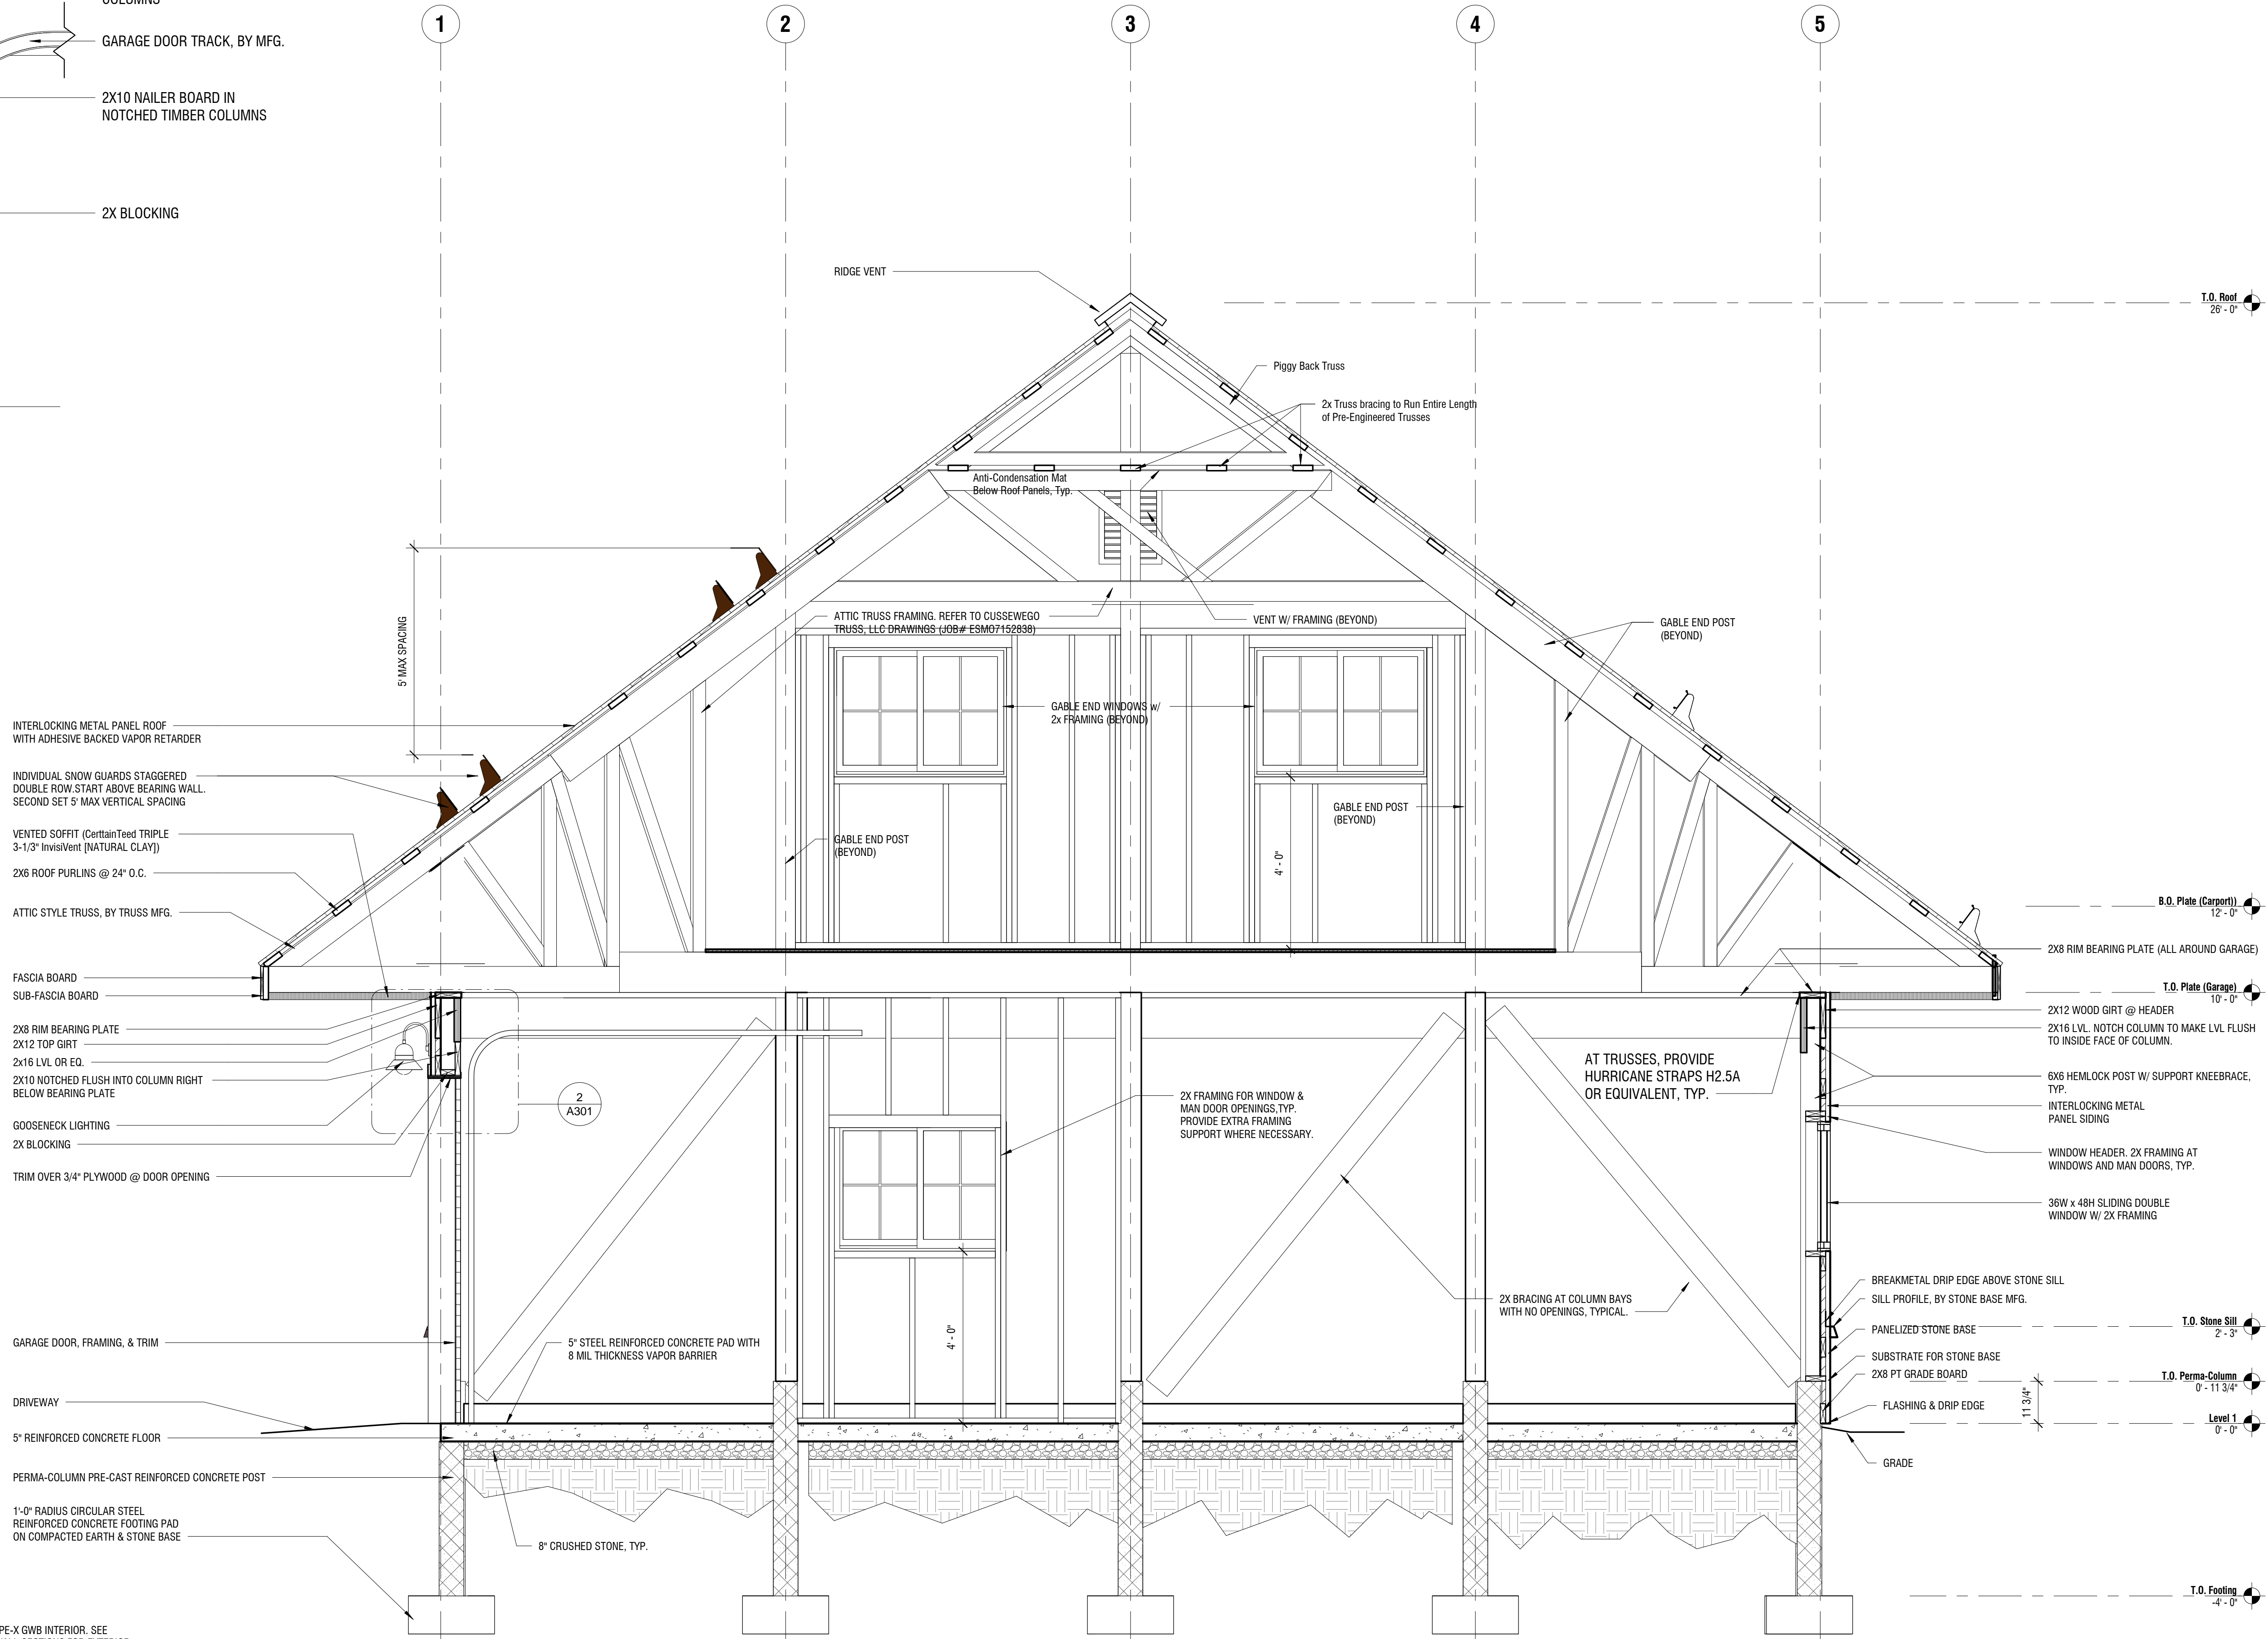 COLUMNS
GARAGE DOOR TRACK, BY MFG.
2X10 NAILER BOARD IN
NOTCHED TIMBER COLUMNS
2X BLOCKING
1
2
3
4
5
RIDGE VENT
T.O. Roof
26' - 0"
Piggy Back Truss
2x Truss bracing to Run Entire Length
of Pre-Engineered Trusses
Anti-Condensation Mat
Below Roof Panels, Typ.
5' MAX SPACING
ATTIC TRUSS FRAMING. REFER TO CUSSEWEGO
TRUSS, LLC DRAWINGS (JOB# ESMO7152838)
VENT W/ FRAMING (BEYOND)
GABLE END POST
(BEYOND)
GABLE END WINDOWS w/
2x FRAMING (BEYOND)
GABLE END POST
(BEYOND)
GABLE END POST
(BEYOND)
4' - 0"
INTERLOCKING METAL PANEL ROOF
WITH ADHESIVE BACKED VAPOR RETARDER
INDIVIDUAL SNOW GUARDS STAGGERED
DOUBLE ROW.START ABOVE BEARING WALL.
SECOND SET 5' MAX VERTICAL SPACING
VENTED SOFFIT (CerttainTeed TRIPLE
3-1/3" InvisiVent [NATURAL CLAY])
2X6 ROOF PURLINS @ 24" O.C.
ATTIC STYLE TRUSS, BY TRUSS MFG.
FASCIA BOARD
SUB-FASCIA BOARD
2X8 RIM BEARING PLATE
2X12 TOP GIRT
2x16 LVL OR EQ.
2X10 NOTCHED FLUSH INTO COLUMN RIGHT
BELOW BEARING PLATE
GOOSENECK LIGHTING
2X BLOCKING
TRIM OVER 3/4" PLYWOOD @ DOOR OPENING
GARAGE DOOR, FRAMING, & TRIM
DRIVEWAY
5" REINFORCED CONCRETE FLOOR
PERMA-COLUMN PRE-CAST REINFORCED CONCRETE POST
1'-0" RADIUS CIRCULAR STEEL
REINFORCED CONCRETE FOOTING PAD
ON COMPACTED EARTH & STONE BASE
2
A301
2X FRAMING FOR WINDOW &
MAN DOOR OPENINGS,TYP.
PROVIDE EXTRA FRAMING
SUPPORT WHERE NECESSARY.
AT TRUSSES, PROVIDE
HURRICANE STRAPS H2.5A
OR EQUIVALENT, TYP.
2X BRACING AT COLUMN BAYS
WITH NO OPENINGS, TYPICAL.
5" STEEL REINFORCED CONCRETE PAD WITH
8 MIL THICKNESS VAPOR BARRIER
4' - 0"
8" CRUSHED STONE, TYP.
B.O. Plate (Carport))
12' - 0"
2X8 RIM BEARING PLATE (ALL AROUND GARAGE)
T.O. Plate (Garage)
10' - 0"
2X12 WOOD GIRT @ HEADER
2X16 LVL. NOTCH COLUMN TO MAKE LVL FLUSH
TO INSIDE FACE OF COLUMN.
6X6 HEMLOCK POST W/ SUPPORT KNEEBRACE,
TYP.
INTERLOCKING METAL
PANEL SIDING
WINDOW HEADER. 2X FRAMING AT
WINDOWS AND MAN DOORS, TYP.
36W x 48H SLIDING DOUBLE
WINDOW W/ 2X FRAMING
BREAKMETAL DRIP EDGE ABOVE STONE SILL
SILL PROFILE, BY STONE BASE MFG.
T.O. Stone Sill
2' - 3"
PANELIZED STONE BASE
SUBSTRATE FOR STONE BASE
2X8 PT GRADE BOARD
T.O. Perma-Column
0' - 11 3/4"
11 3/4"
FLASHING & DRIP EDGE
Level 1
0' - 0"
GRADE
T.O. Footing
-4' - 0"
PE-X GWB INTERIOR. SEE